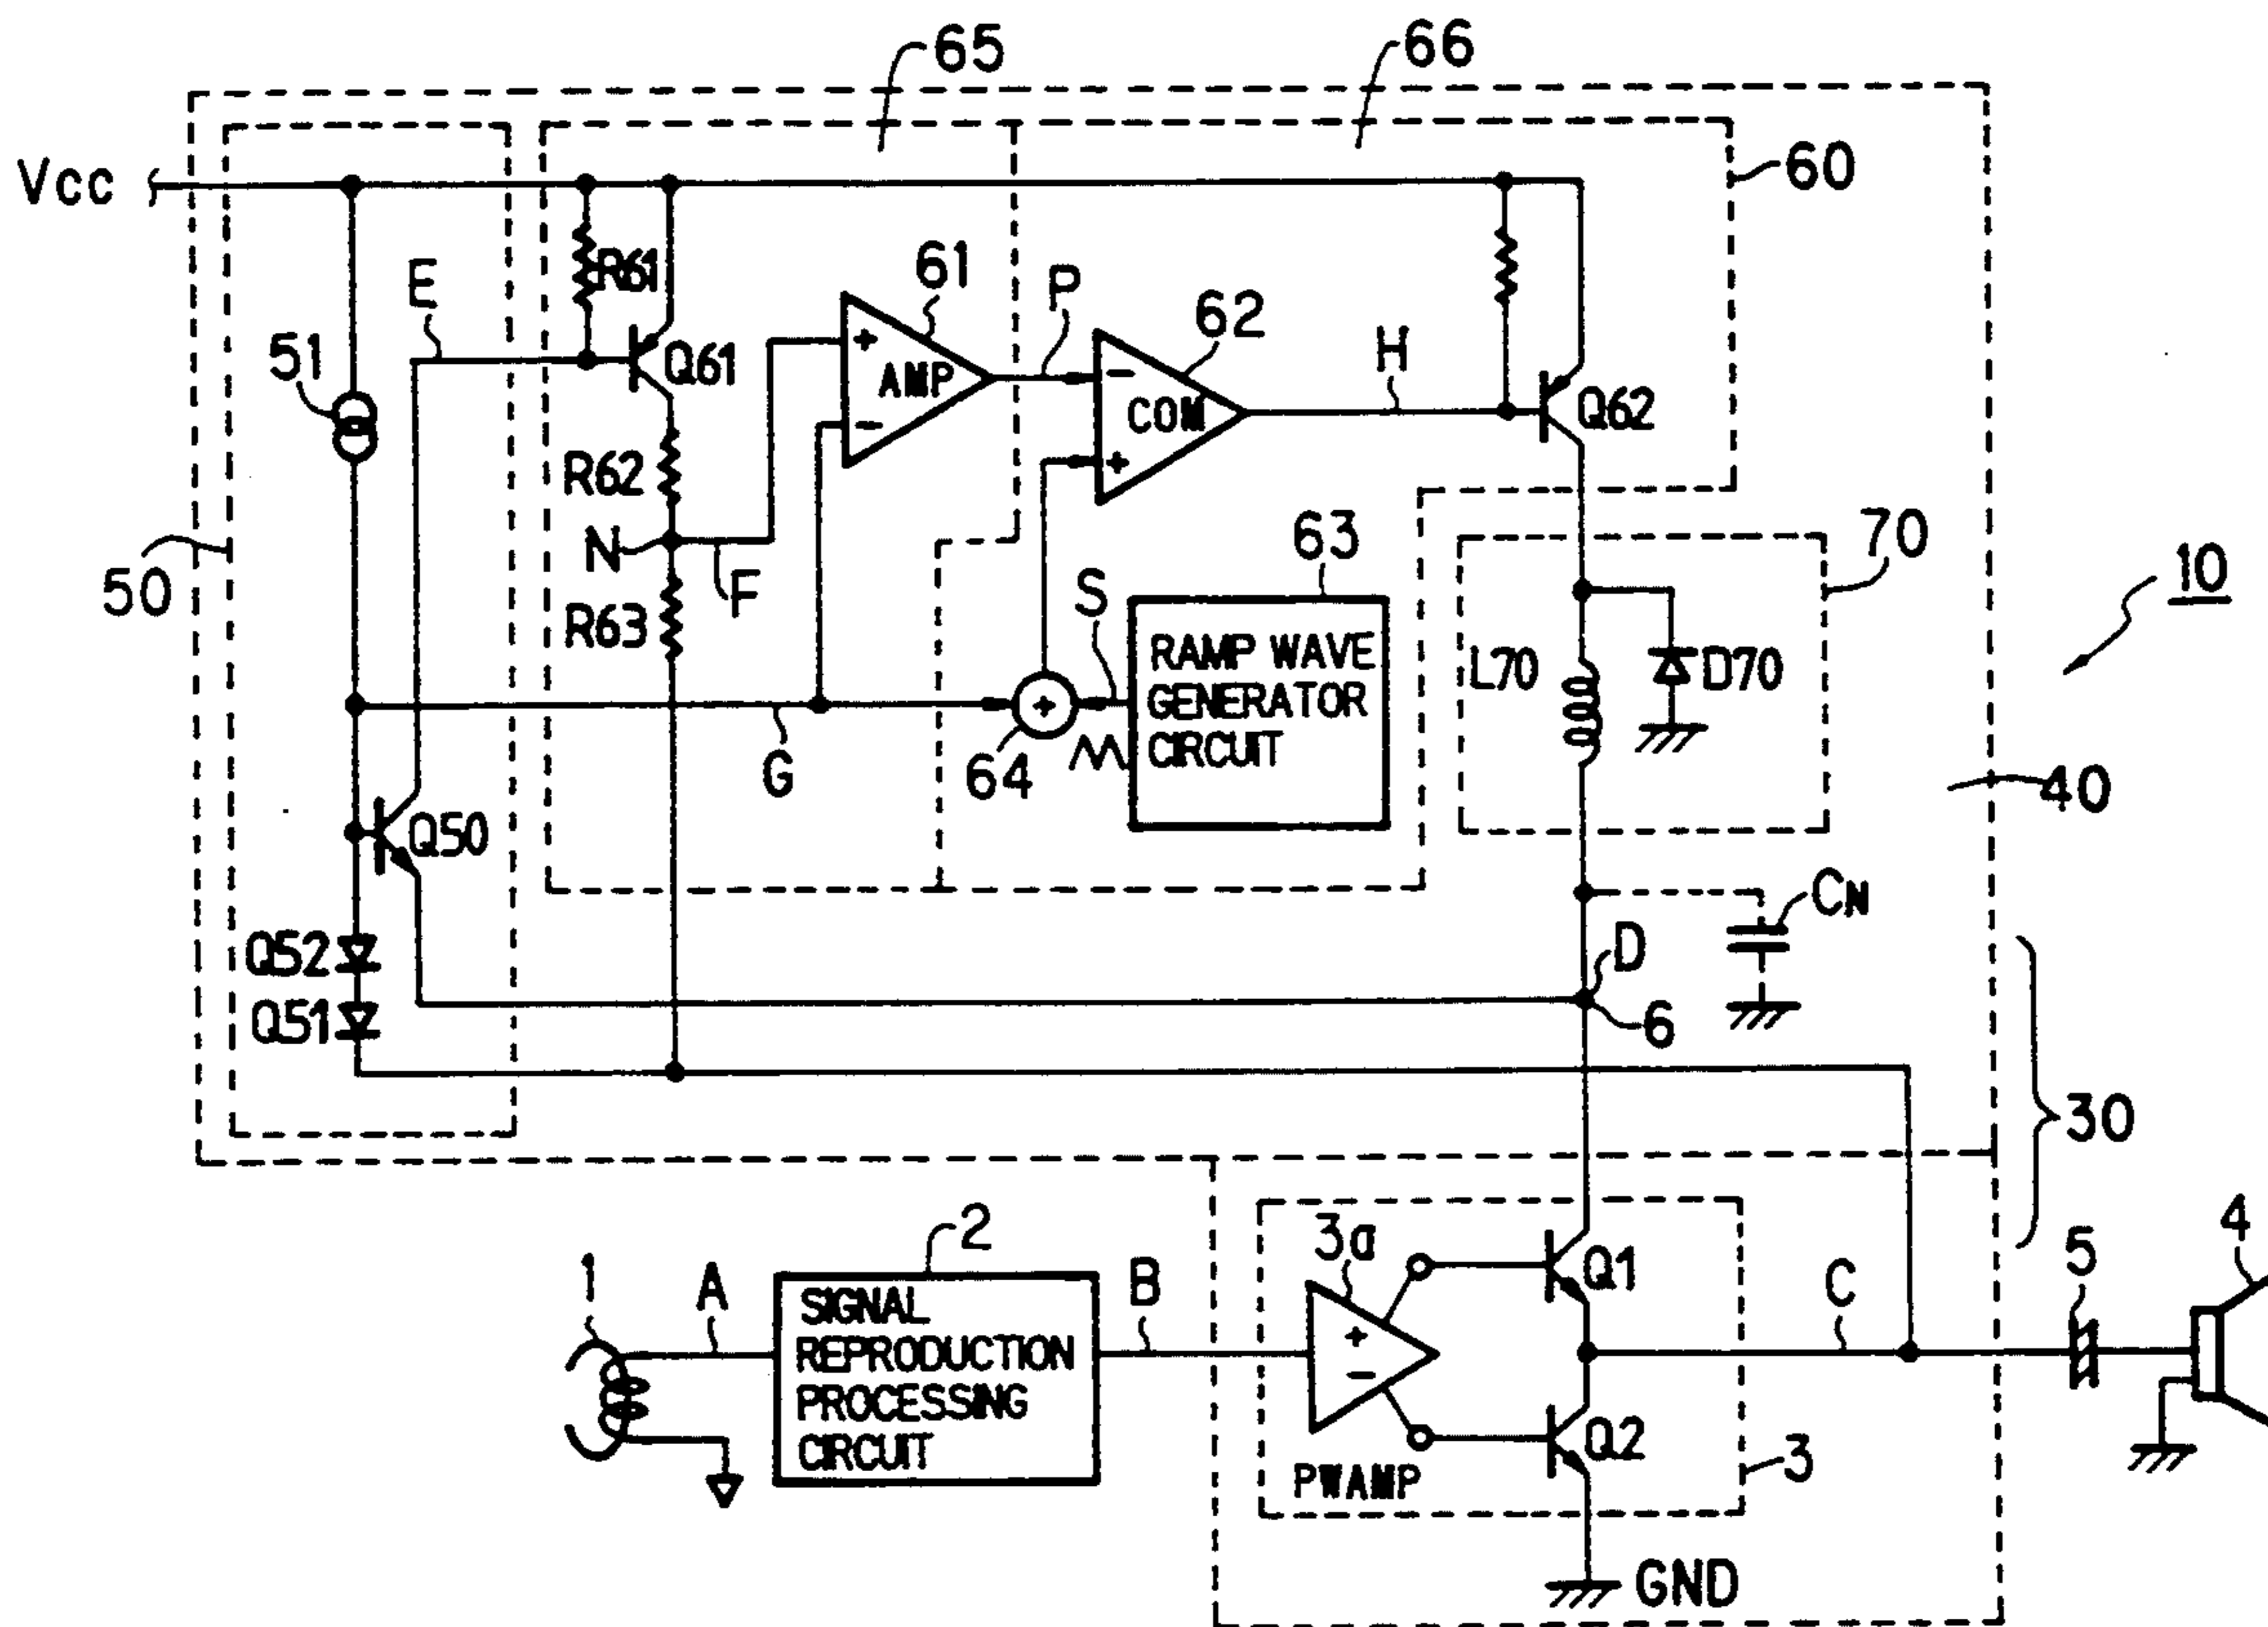 65
66
Vcc
60
E
R61
61
P
62
51
Q61
AMP
H
+
-
-
COM
+
Q62
R62
N
F
63
70
50
10
R63
S
RAMP WAVE
GENERATOR
CIRCUIT
L70
D70
+
G
64
40
Q50
CN
Q52
D
Q51
6
30
2
3a
4
1
A
B
Q1
5
C
SIGNAL
REPRODUCTION
PROCESSING
CIRCUIT
+
-
Q2
PWAMP
3
GND